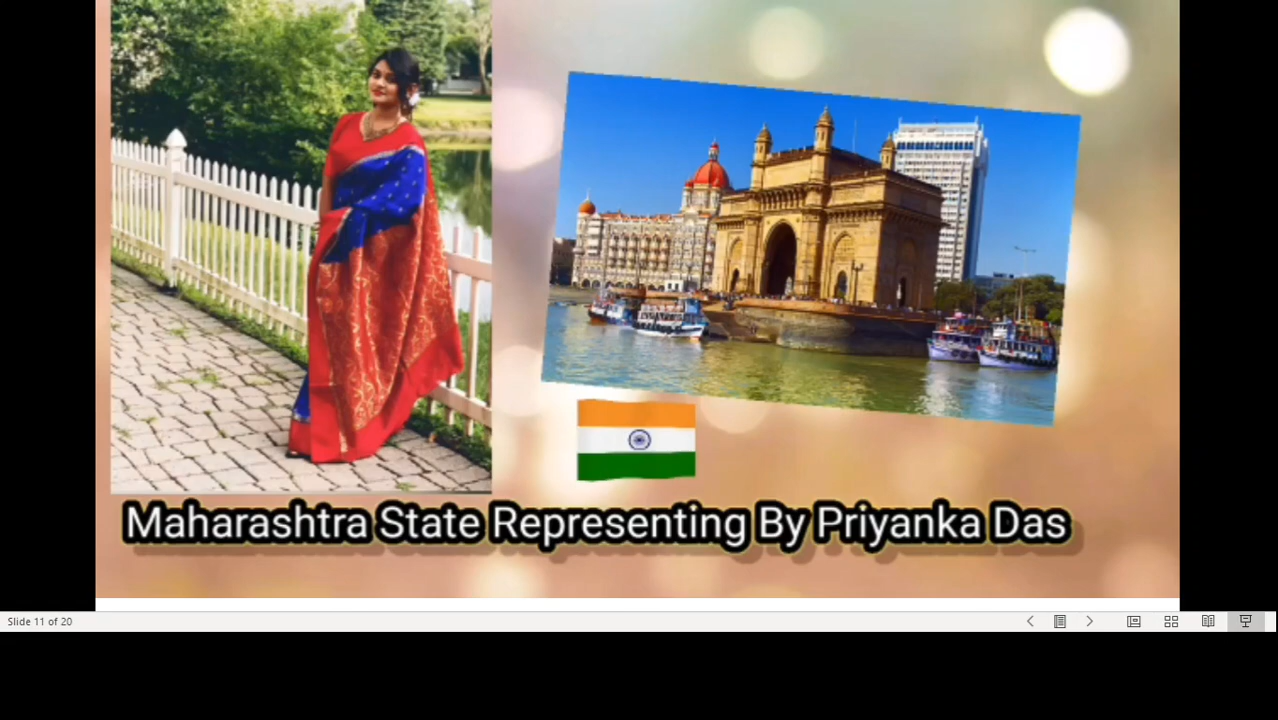 Maharashtra State Representing By Priyanka Das
Slide 11 of 20